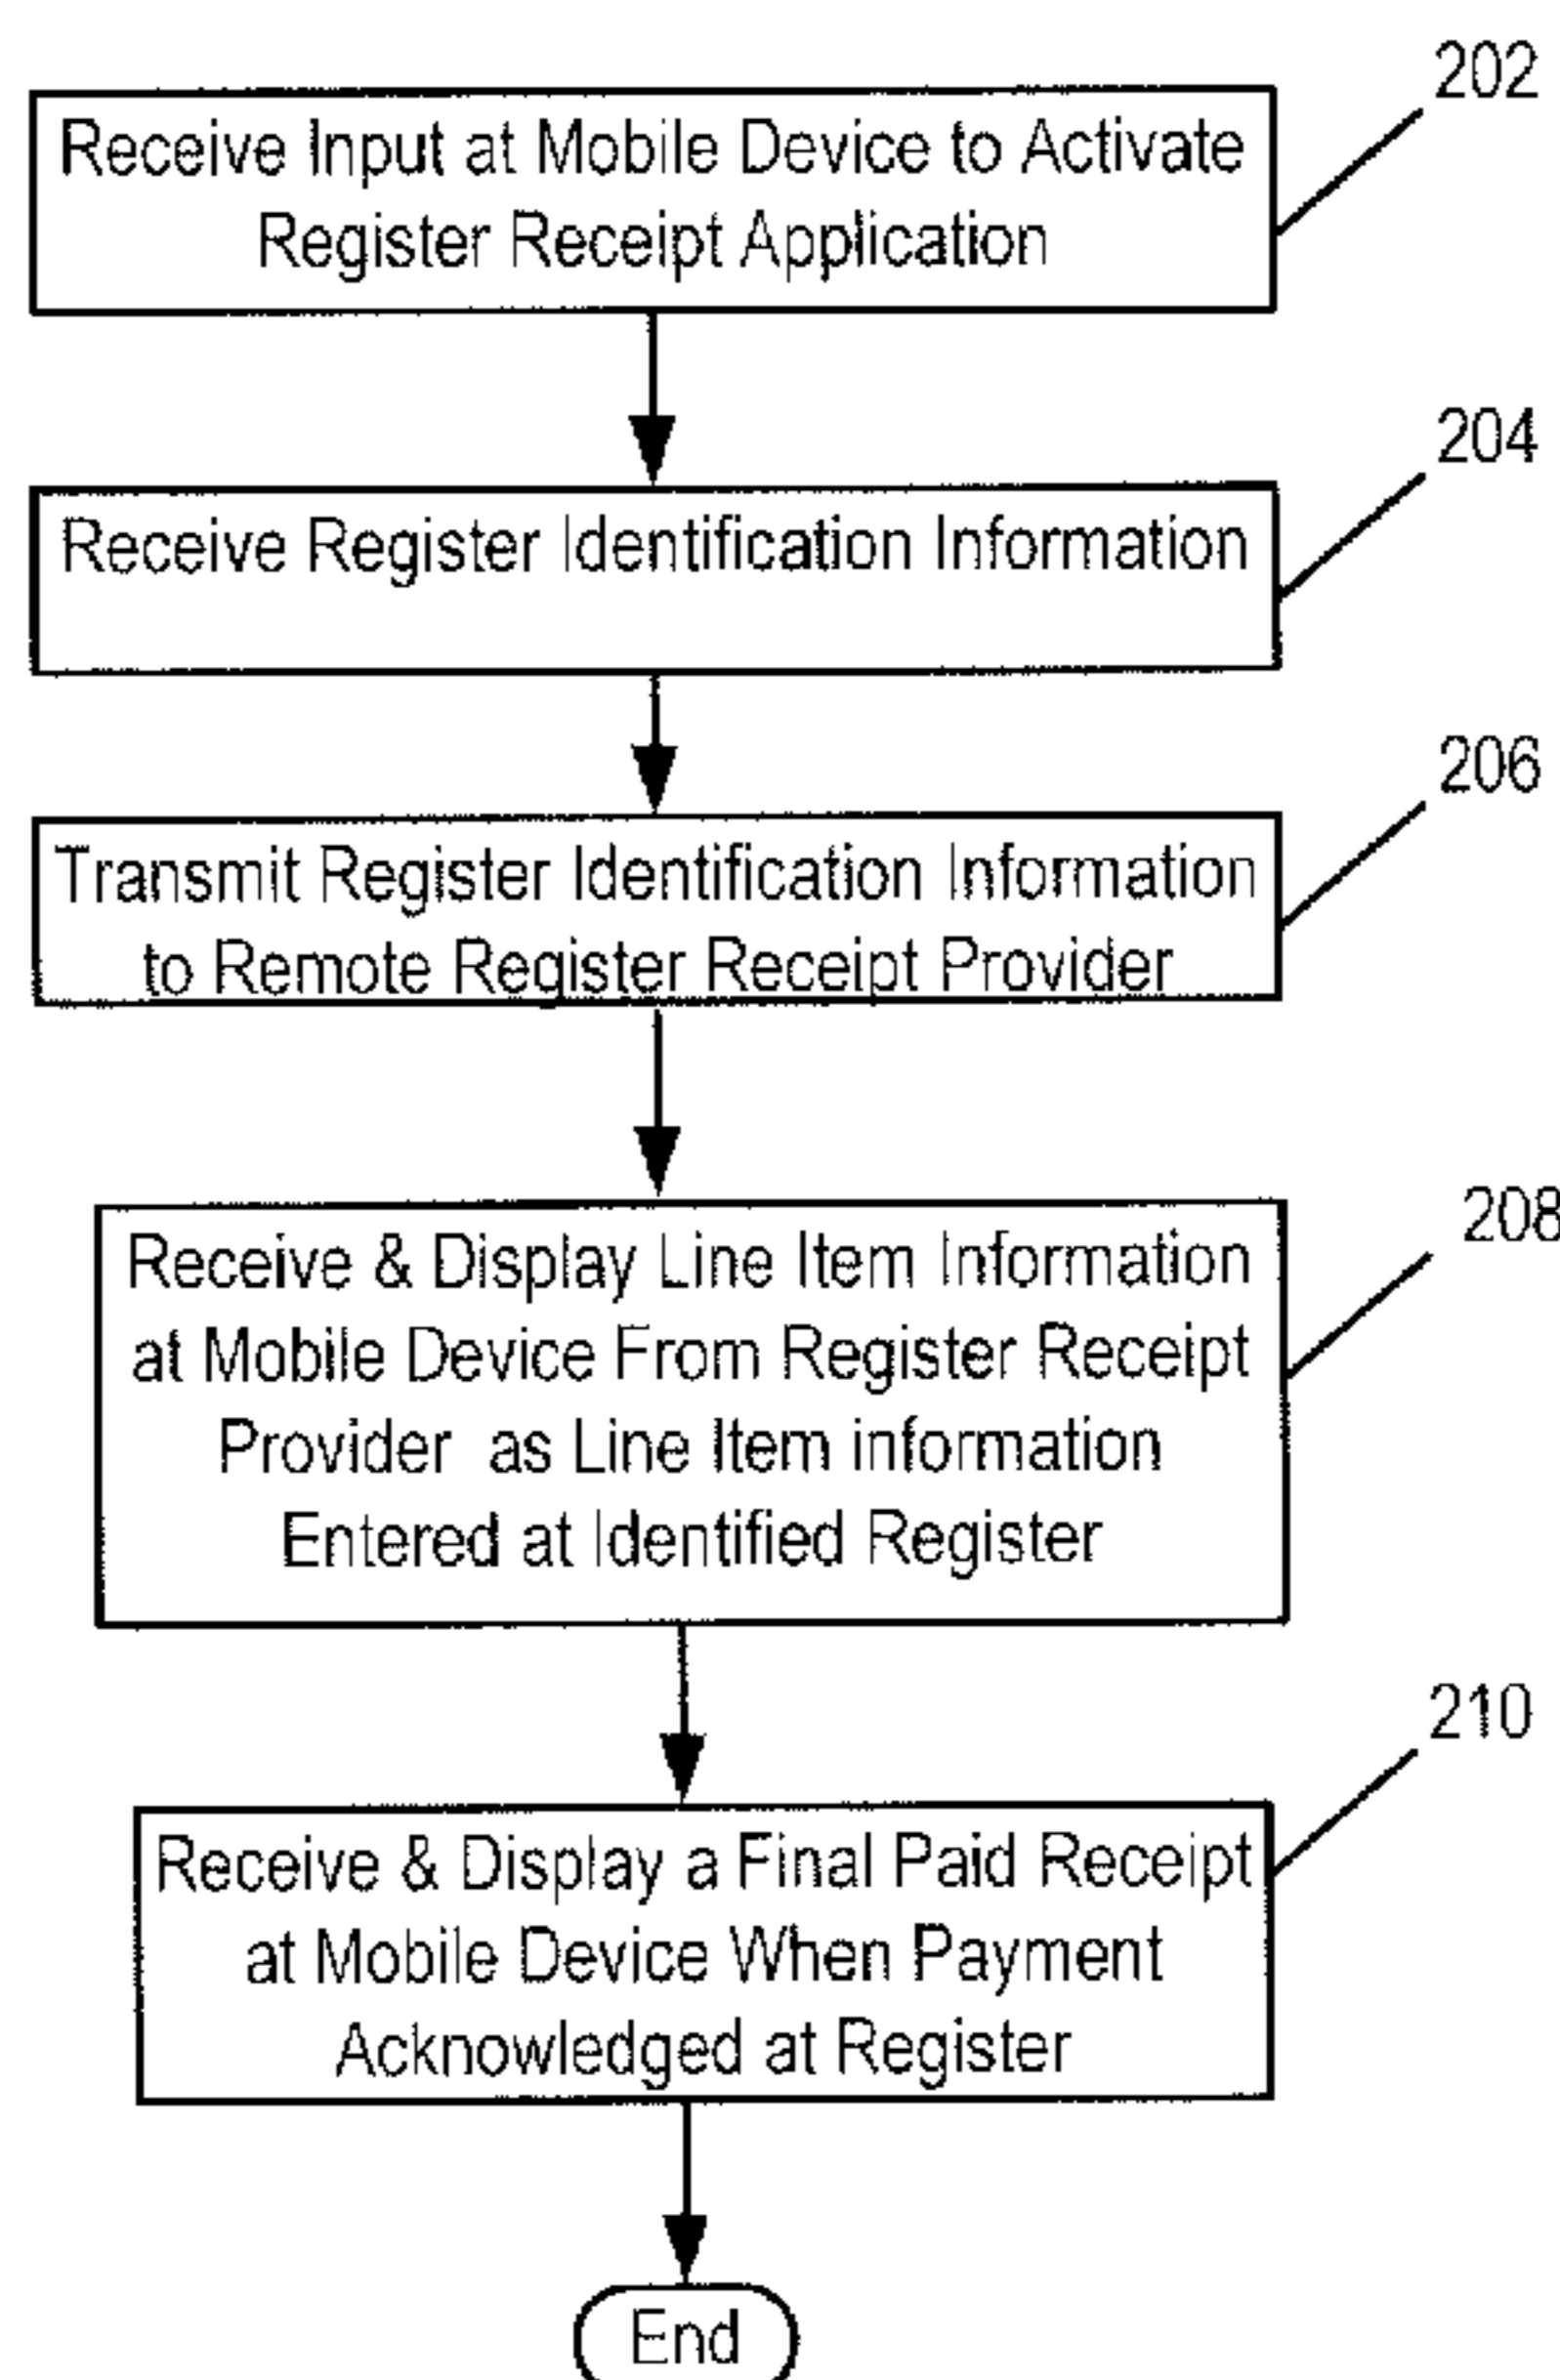 202
Receive Input at Mobile Device to Activate
Register Receipt Application
204
Receive Register Identification Information
206
Transmit Register Identification Information
to Remote Register Receipt Provider
208
Receive & Display Line Item Information
at Mobile Device From Register Receipt
Provider as Line Item information
Entered at Identified Register
210
Receive & Display a Final Paid Receipt
at Mobile Device When Payment
Acknowledged at Register
End